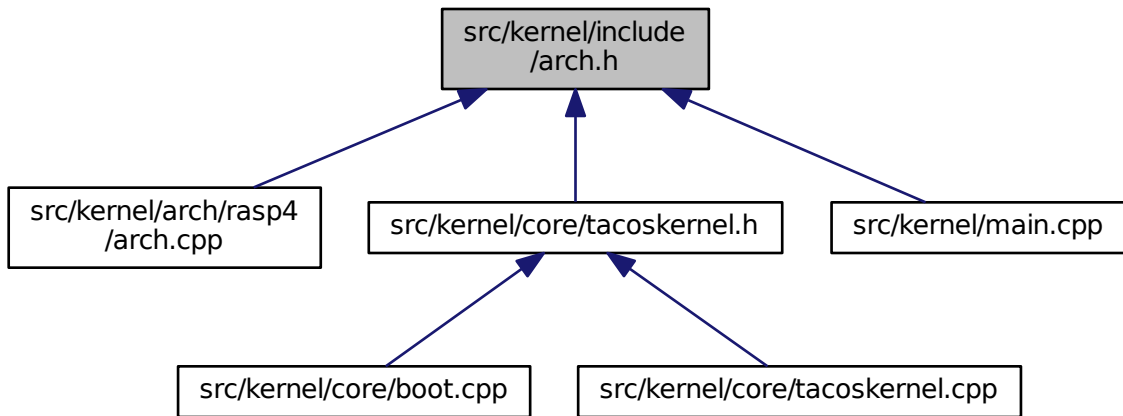 src/kernel/include
/arch.h
src/kernel/arch/rasp4
/arch.cpp
src/kernel/core/tacoskernel.h
src/kernel/main.cpp
src/kernel/core/boot.cpp
src/kernel/core/tacoskernel.cpp